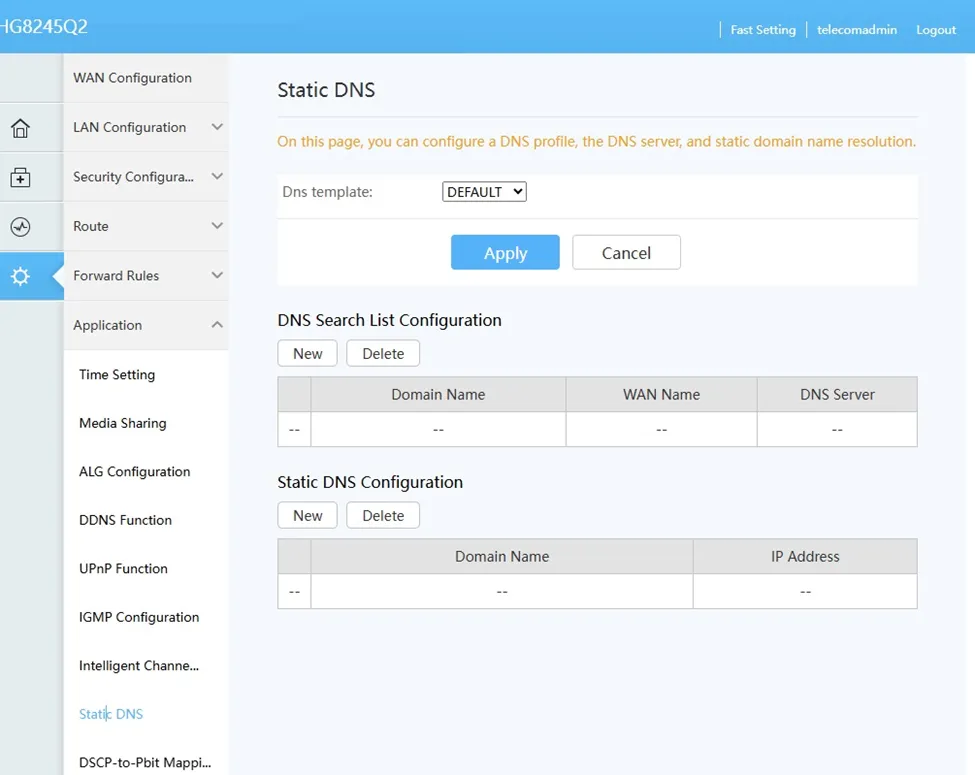 HG8245Q2
Fast Setting
telecomadmin
Logout
WAN Configuration
LAN Configuration
Security Configura...
Route
Forward Rules
Application
Time Setting
Media Sharing
ALG Configuration
DDNS Function
UPnP Function
IGMP Configuration
Intelligent Channe...
Static DNS
DSCP-to-Pbit Mappi...
Static DNS
On this page, you can configure a DNS profile, the DNS server, and static domain name resolution.
Dns template: DEFAULT
Apply Cancel
DNS Search List Configuration
New Delete
Domain Name WAN Name DNS Server
-- -- -- --
Static DNS Configuration
New Delete
Domain Name IP Address
-- -- --